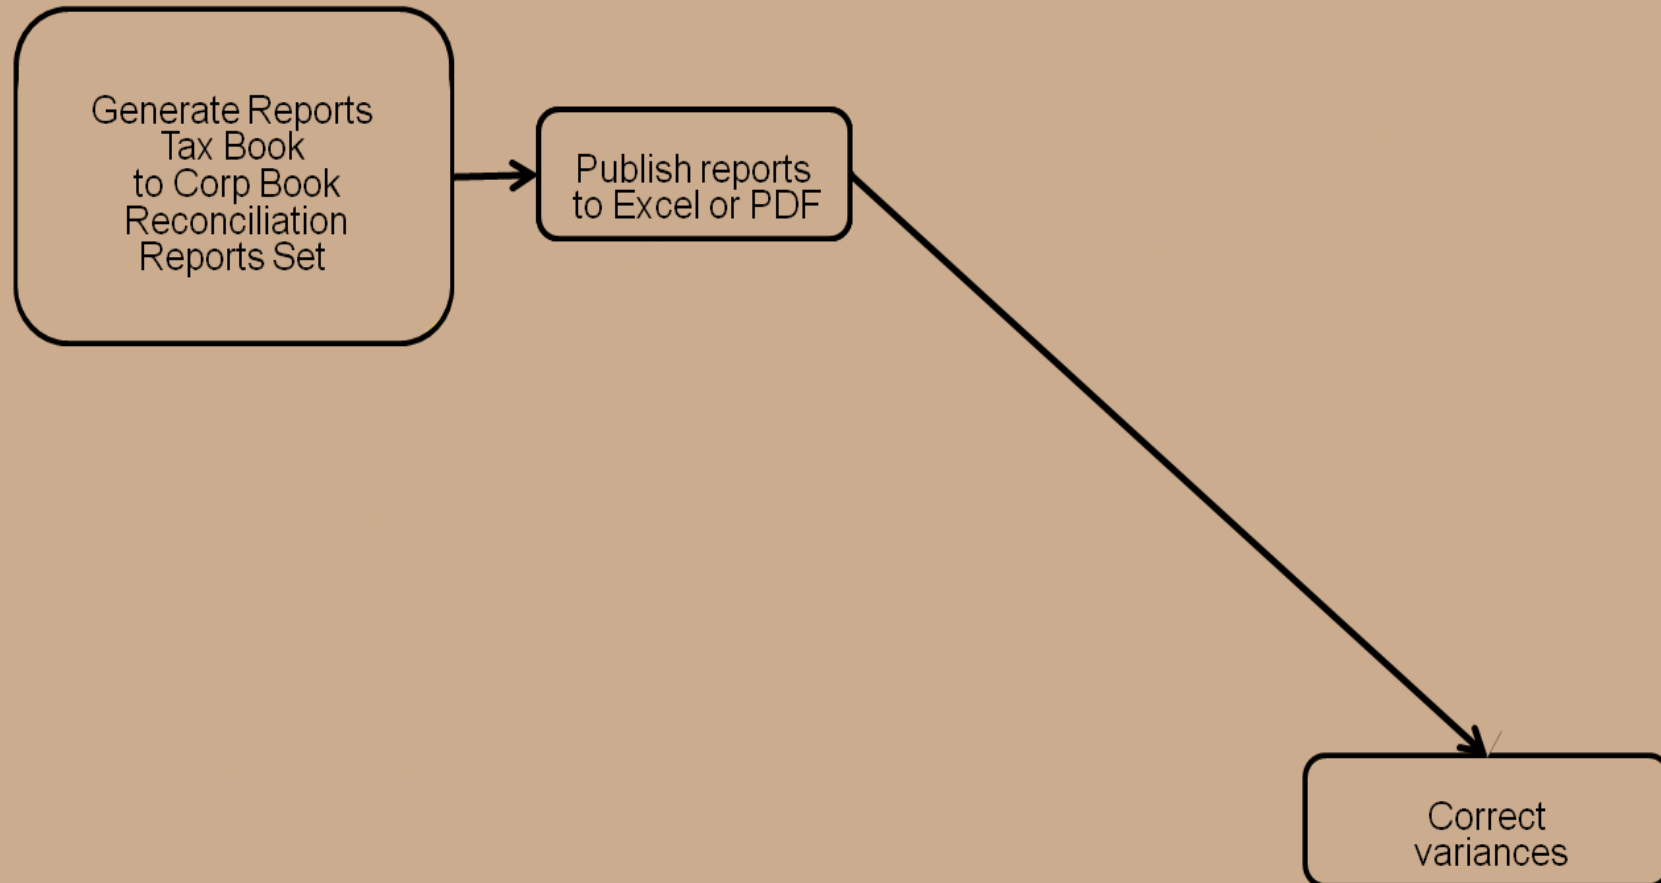 Generate Reports
Tax Book
to Corp Book
Reconciliation
Reports Set
Publish reports
to Excel or PDF
Correct
variances